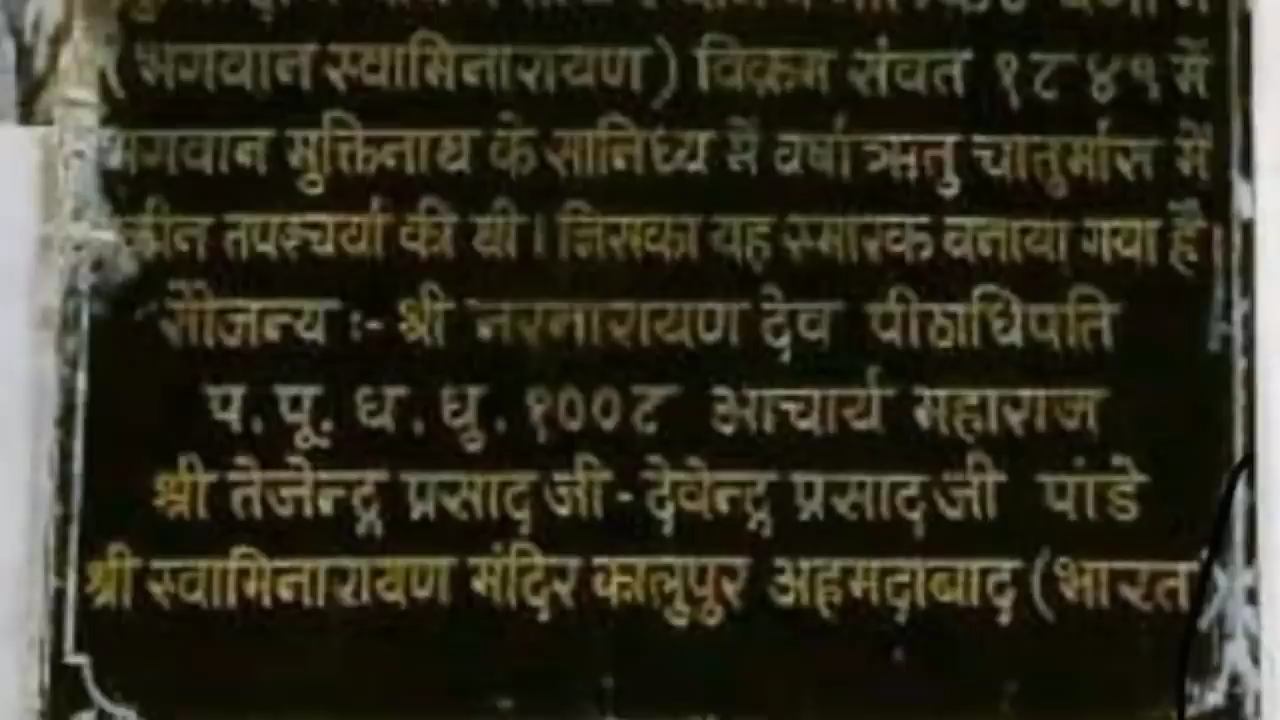 (भगवान स्वामिनारायण) विक्रम संवत १८४९ में
भगवान मुक्तिनाथ के सानिध्य में वर्षा ऋतु चातुर्मास में
तपश्चर्या की थी। जिसका यह स्मारक बनाया गया है।
सौजन्य :- श्री नरनारायण देव पीठाधिपति
प. पू. ध. धु. १००८ आचार्य महाराज
श्री तेजेन्द्र प्रसाद जी - देवेन्द्र प्रसाद जी पांडे
श्री स्वामिनारायण मंदिर कालुपुर अहमदाबाद (भारत